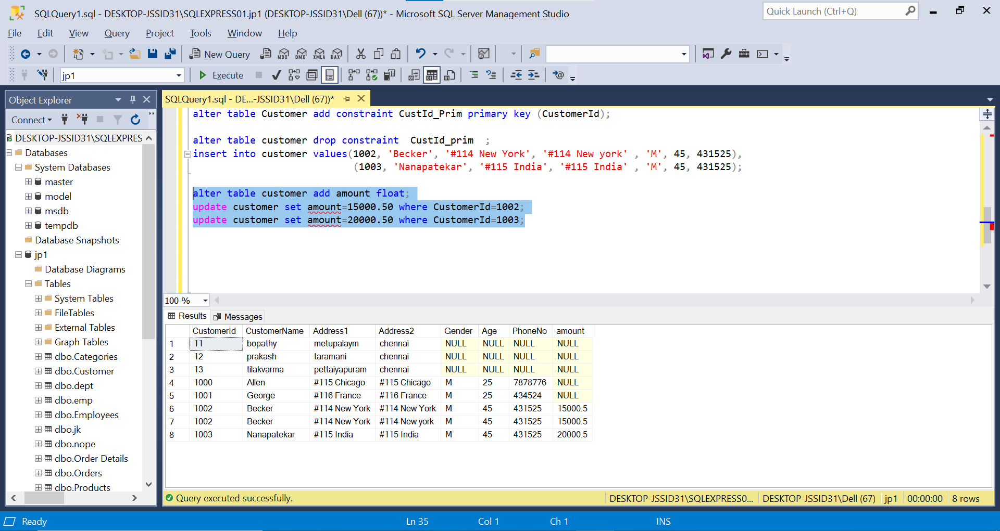 SQLQuery1.sql - DESKTOP-JSSID31\SQLEXPRESS01.jp1 (DESKTOP-JSSID31\Dell (67))* - Microsoft SQL Server Management Studio
Quick Launch (Ctrl+Q)
File Edit View Query Project Tools Window Help
New Query MDX DMX XMLA DAX
jp1 Execute
Object Explorer
Connect
DESKTOP-JSSID31\SQLEXPRES
Databases
System Databases
master
model
msdb
tempdb
Database Snapshots
jp1
Database Diagrams
Tables
System Tables
FileTables
External Tables
Graph Tables
dbo.Categories
dbo.Customer
dbo.dept
dbo.emp
dbo.Employees
dbo.jk
dbo.nope
dbo.Order Details
dbo.Orders
dbo.Products
SQLQuery1.sql - DE...-JSSID31\Dell (67))*
alter table Customer add constraint CustId_Prim primary key (CustomerId);
alter table customer drop constraint  CustId_prim  ;
insert into customer values(1002, 'Becker', '#114 New York', '#114 New york' , 'M', 45, 431525),
(1003, 'Nanapatekar', '#115 India', '#115 India' , 'M', 45, 431525);
alter table customer add amount float;
update customer set amount=15000.50 where CustomerId=1002;
update customer set amount=20000.50 where CustomerId=1003;
100 %
Results Messages
CustomerId CustomerName Address1 Address2 Gender Age PhoneNo amount
1 11 bopathy metupalaym chennai NULL NULL NULL NULL
2 12 prakash taramani chennai NULL NULL NULL NULL
3 13 tilakvarma pettaiyapuram chennai NULL NULL NULL NULL
4 1000 Allen #115 Chicago #115 Chicago M 25 7878776 NULL
5 1001 George #116 France #116 France M 25 434524 NULL
6 1002 Becker #114 New York #114 New York M 45 431525 15000.5
7 1002 Becker #114 New York #114 New york M 45 431525 15000.5
8 1003 Nanapatekar #115 India #115 India M 45 431525 20000.5
Query executed successfully. DESKTOP-JSSID31\SQLEXPRESS0... DESKTOP-JSSID31\Dell (67) jp1 00:00:00 8 rows
Ready Ln 35 Col 1 Ch 1 INS